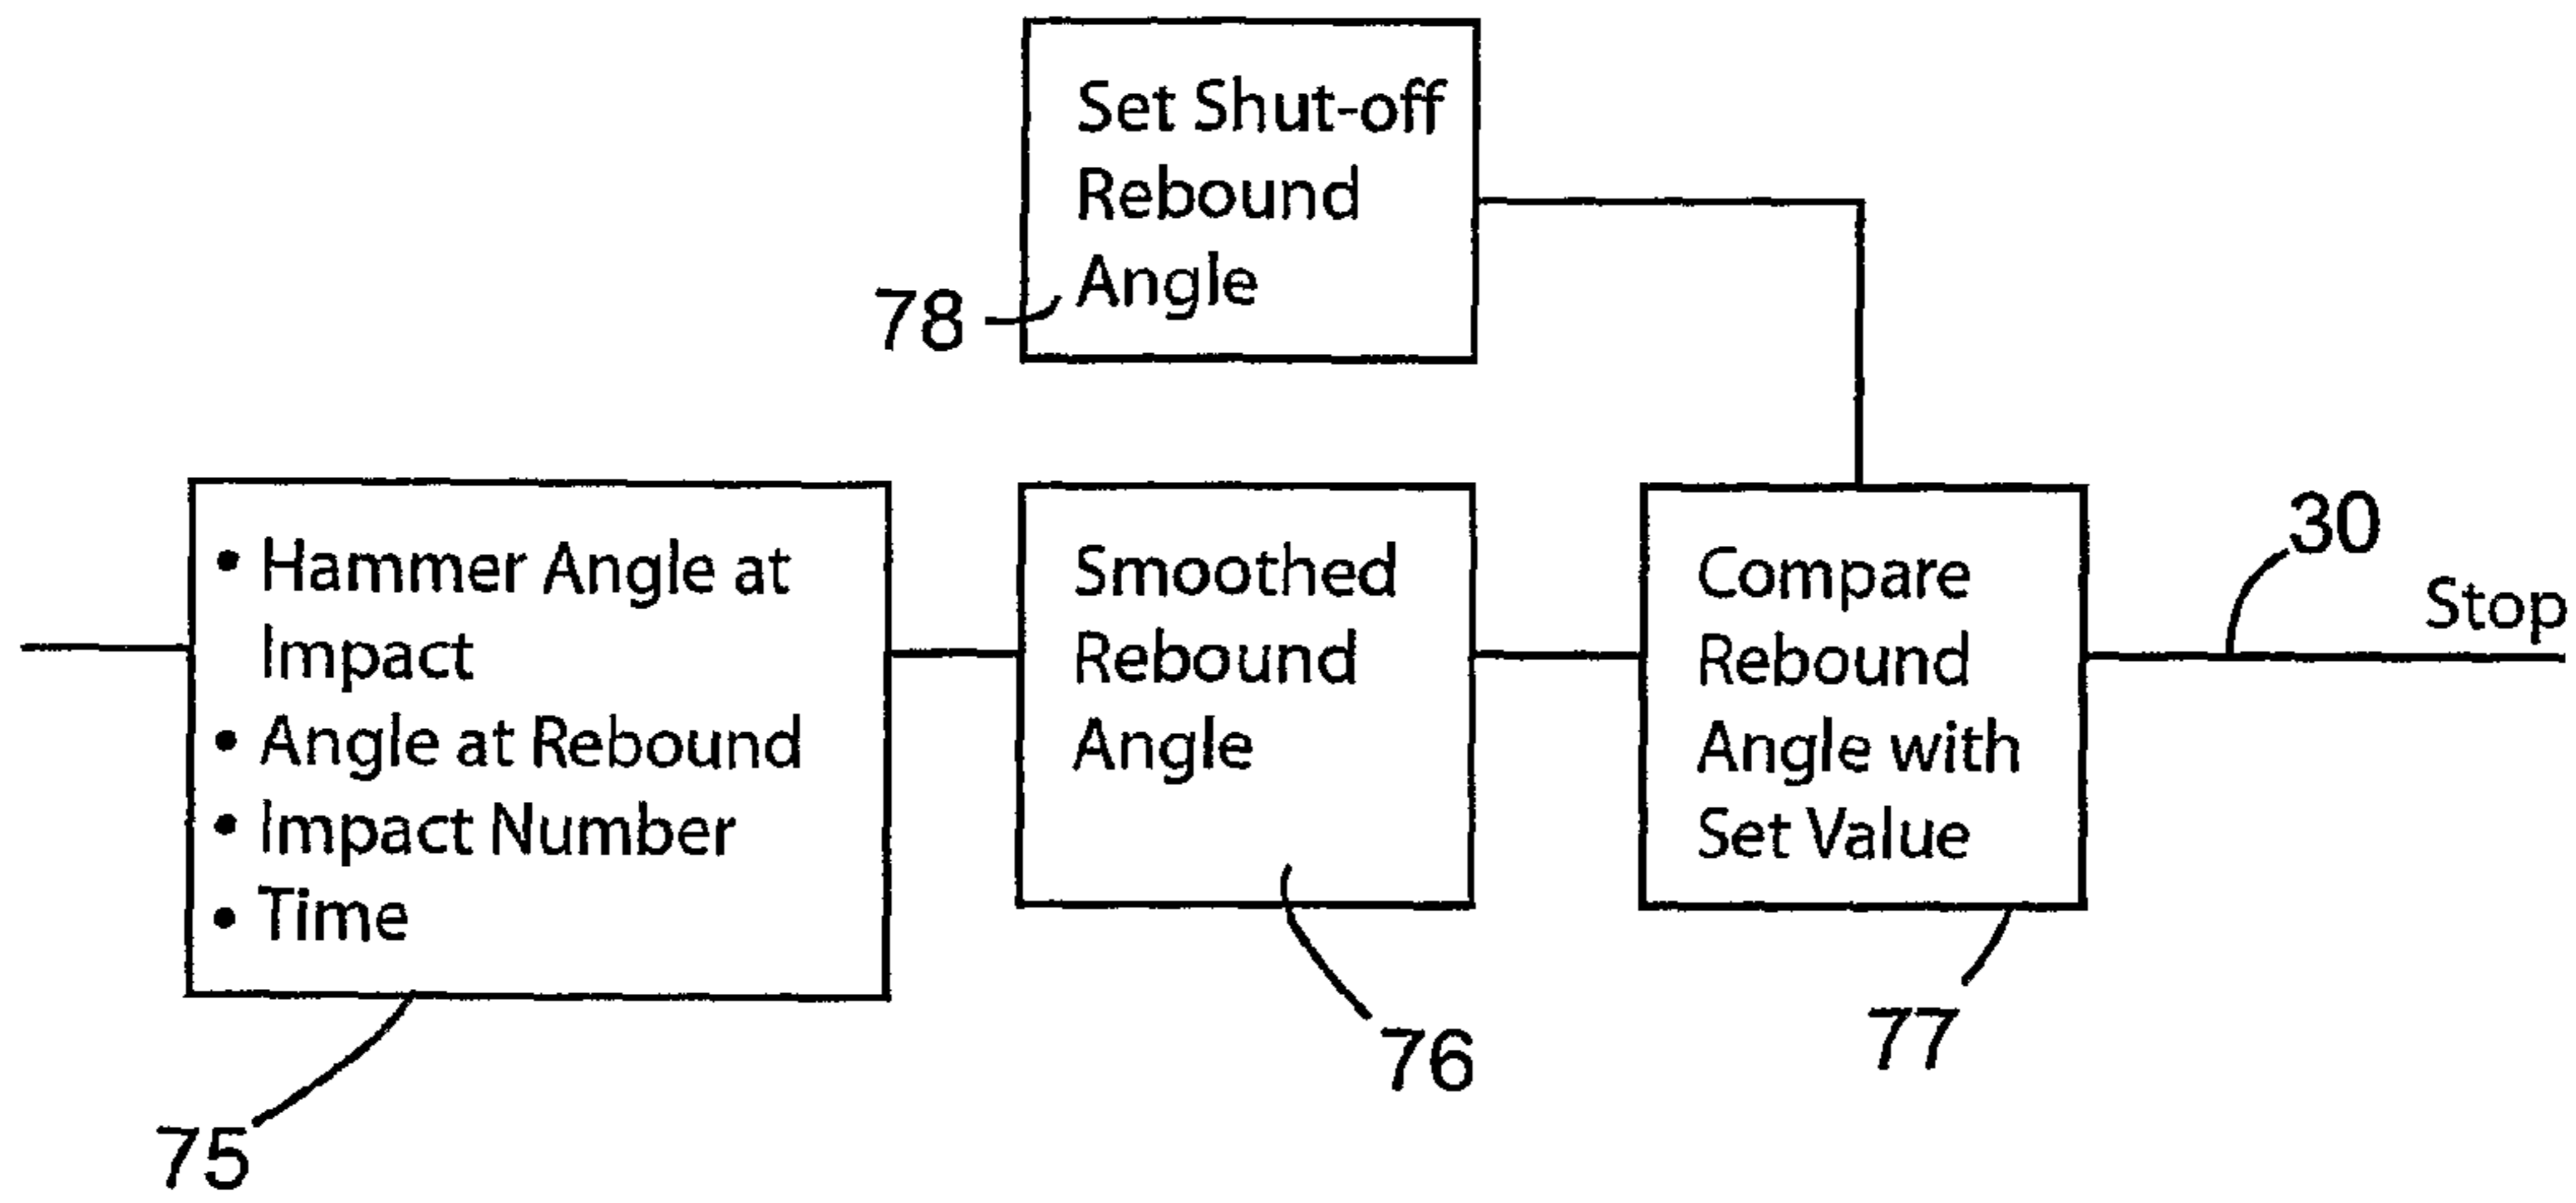 Set Shut-off
Rebound
Angle
78
• Hammer Angle at
Impact
• Angle at Rebound
• Impact Number
• Time
75
Smoothed
Rebound
Angle
76
Compare
Rebound
Angle with
Set Value
77
30
Stop